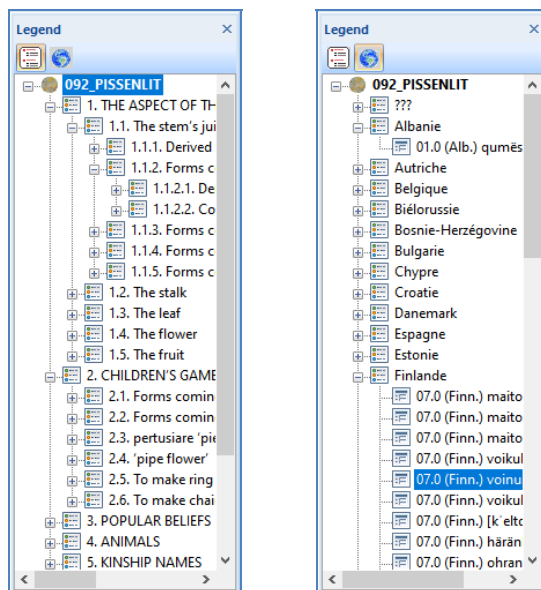 Legend
092_PISSENLIT
1. THE ASPECT OF TH
1.1. The stem's jui
1.1.1. Derived
1.1.2. Forms c
1.1.2.1. De
1.1.2.2. Co
1.1.3. Forms c
1.1.4. Forms c
1.1.5. Forms c
1.2. The stalk
1.3. The leaf
1.4. The flower
1.5. The fruit
2. CHILDREN'S GAME
2.1. Forms comin
2.2. Forms comin
2.3. pertusiare 'pie
2.4. 'pipe flower'
2.5. To make ring
2.6. To make chai
3. POPULAR BELIEFS
4. ANIMALS
5. KINSHIP NAMES
Legend
092_PISSENLIT
???
Albanie
01.0 (Alb.) qumës
Autriche
Belgique
Biélorussie
Bosnie-Herzégovine
Bulgarie
Chypre
Croatie
Danemark
Espagne
Estonie
Finlande
07.0 (Finn.) maito
07.0 (Finn.) maito
07.0 (Finn.) maito
07.0 (Finn.) voikul
07.0 (Finn.) voinu
07.0 (Finn.) voikul
07.0 (Finn.) [k˙eltc
07.0 (Finn.) härän
07.0 (Finn.) ohran